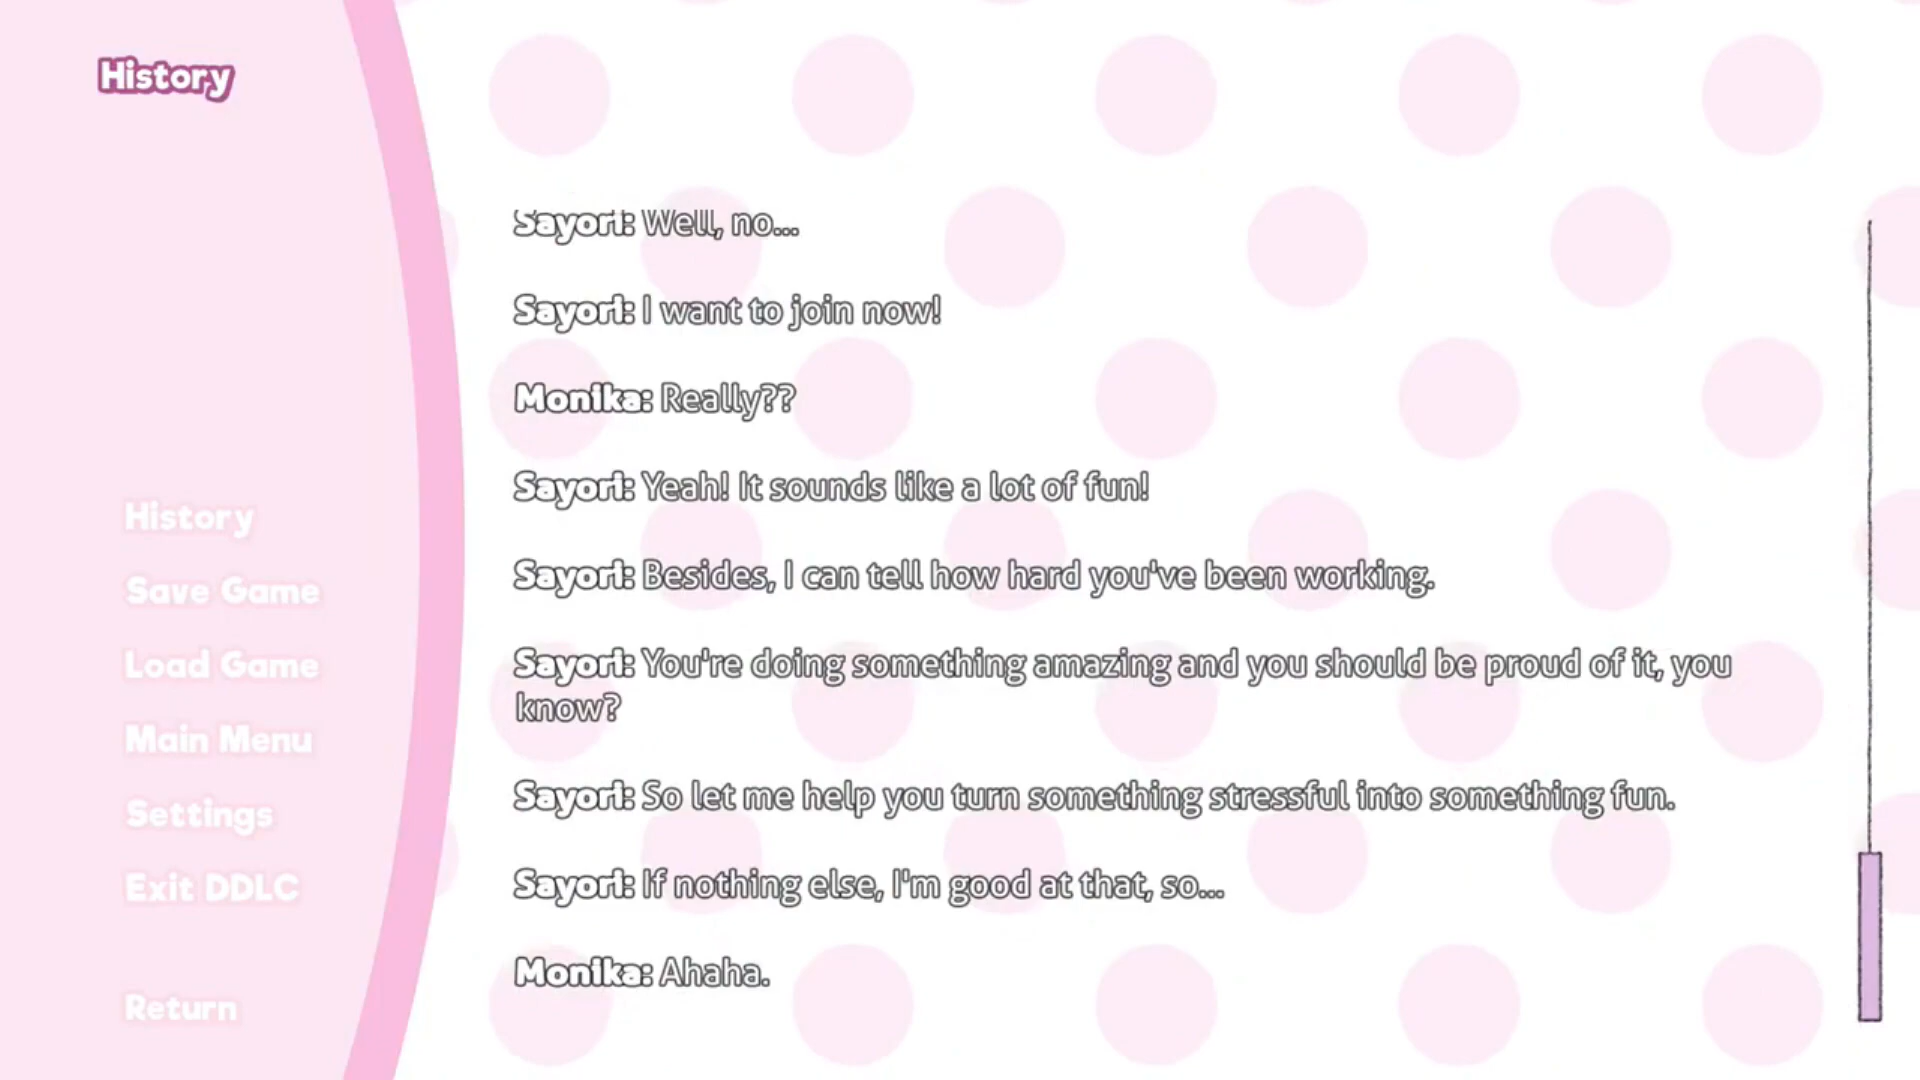 History
Sayori: Well, no...
Sayori: I want to join now!
Monika: Really??
Sayori: Yeah! It sounds like a lot of fun!
Sayori: Besides, I can tell how hard you've been working.
Sayori: You're doing something amazing and you should be proud of it, you
know?
Sayori: So let me help you turn something stressful into something fun.
Sayori: If nothing else, I'm good at that, so...
Monika: Ahaha.
History
Save Game
Load Game
Main Menu
Settings
Exit DDLC
Return